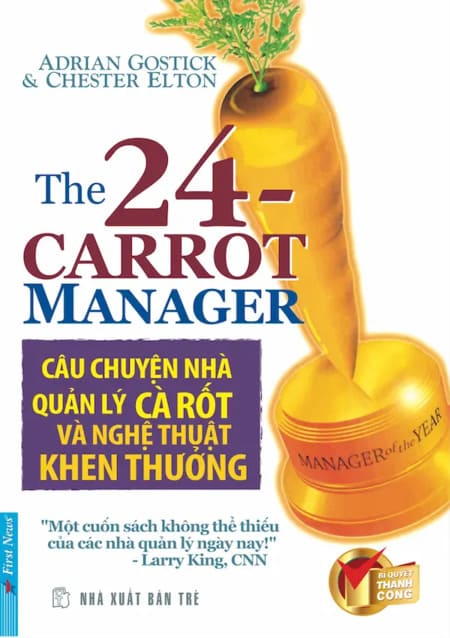 ADRIAN GOSTICK
& CHESTER ELTON
The 24-
CARROT
MANAGER
CÂU CHUYỆN NHÀ
QUẢN LÝ CÀ RỐT
VÀ NGHỆ THUẬT
KHEN THƯỞNG
MANAGER of the YEAR
"Một cuốn sách không thể thiếu
của các nhà quản lý ngày nay!"
- Larry King, CNN
First News
NHÀ XUẤT BẢN TRẺ
BÍ QUYẾT
THÀNH
CÔNG